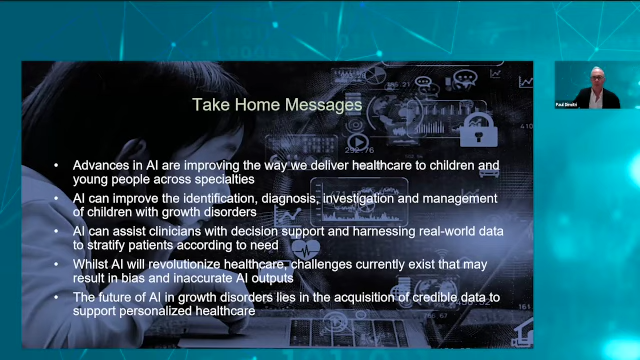 Take Home Messages
• Advances in AI are improving the way we deliver healthcare to children and
young people across specialties
• AI can improve the identification, diagnosis, investigation and management
of children with growth disorders
• AI can assist clinicians with decision support and harnessing real-world data
to stratify patients according to need
• Whilst AI will revolutionize healthcare, challenges currently exist that may
result in bias and inaccurate AI outputs
• The future of AI in growth disorders lies in the acquisition of credible data to
support personalized healthcare
Paul Dimitri